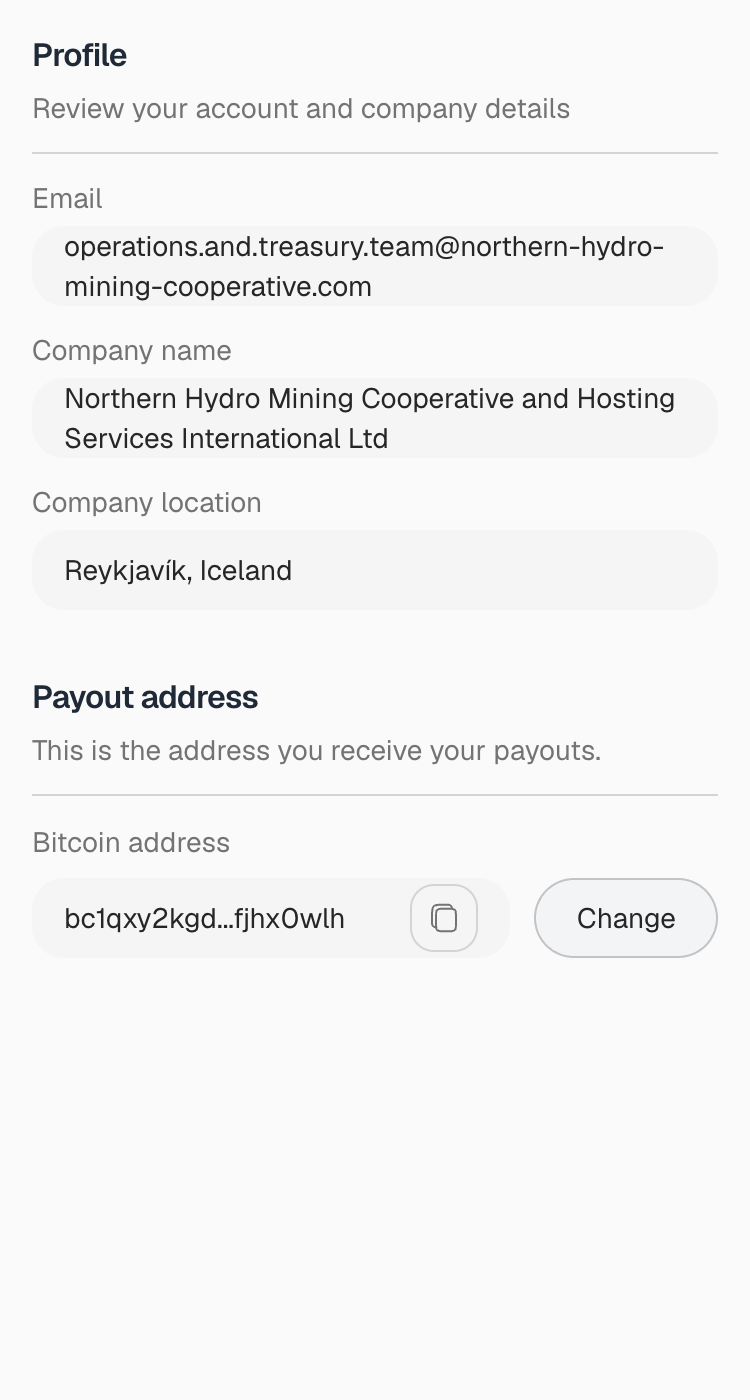 Profile
Review your account and company details
Email
operations.and.treasury.team@northern-hydro-
mining-cooperative.com
Company name
Northern Hydro Mining Cooperative and Hosting
Services International Ltd
Company location
Reykjavík, Iceland
Payout address
This is the address you receive your payouts.
Bitcoin address
bc1qxy2kgd...fjhx0wlh
Change